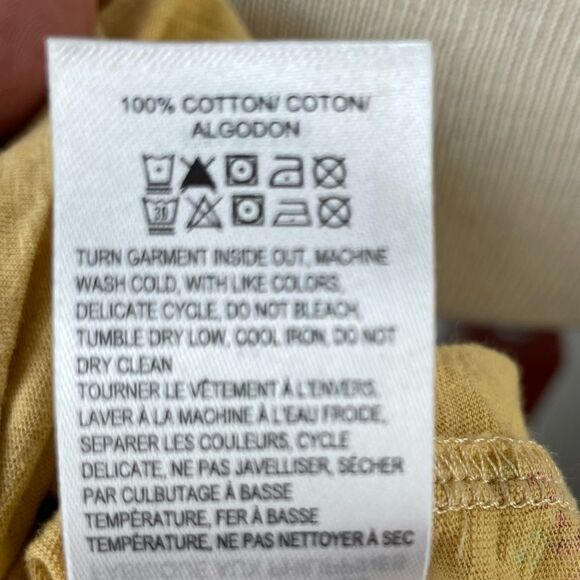 100% COTTON/ COTON/
ALGODON
30
TURN GARMENT INSIDE OUT, MACHINE
WASH COLD, WITH LIKE COLORS,
DELICATE CYCLE, DO NOT BLEACH,
TUMBLE DRY LOW, COOL IRON, DO NOT
DRY CLEAN
TOURNER LE VÊTEMENT À L'ENVERS,
LAVER À LA MACHINE À L'EAU FROIDE,
SEPARER LES COULEURS, CYCLE
DELICATE, NE PAS JAVELLISER, SÉCHER
PAR CULBUTAGE À BASSE
TEMPÉRATURE, FER À BASSE
TEMPÉRATURE, NE PAS NETTOYER À SEC